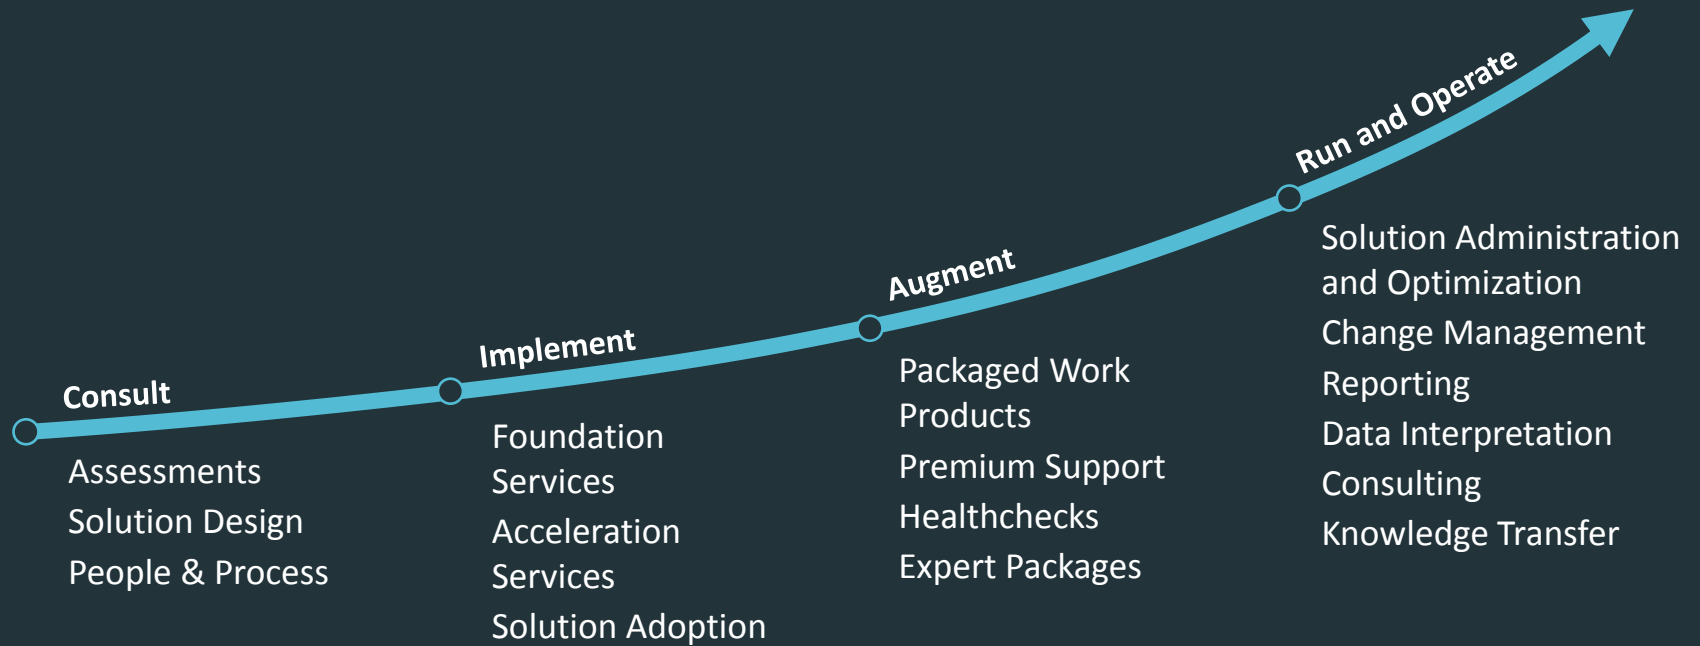 Consult
Assessments
Solution Design
People & Process
Implement
Foundation
Services
Acceleration
Services
Solution Adoption
Augment
Packaged Work
Products
Premium Support
Healthchecks
Expert Packages
Run and Operate
Solution Administration
and Optimization
Change Management
Reporting
Data Interpretation
Consulting
Knowledge Transfer